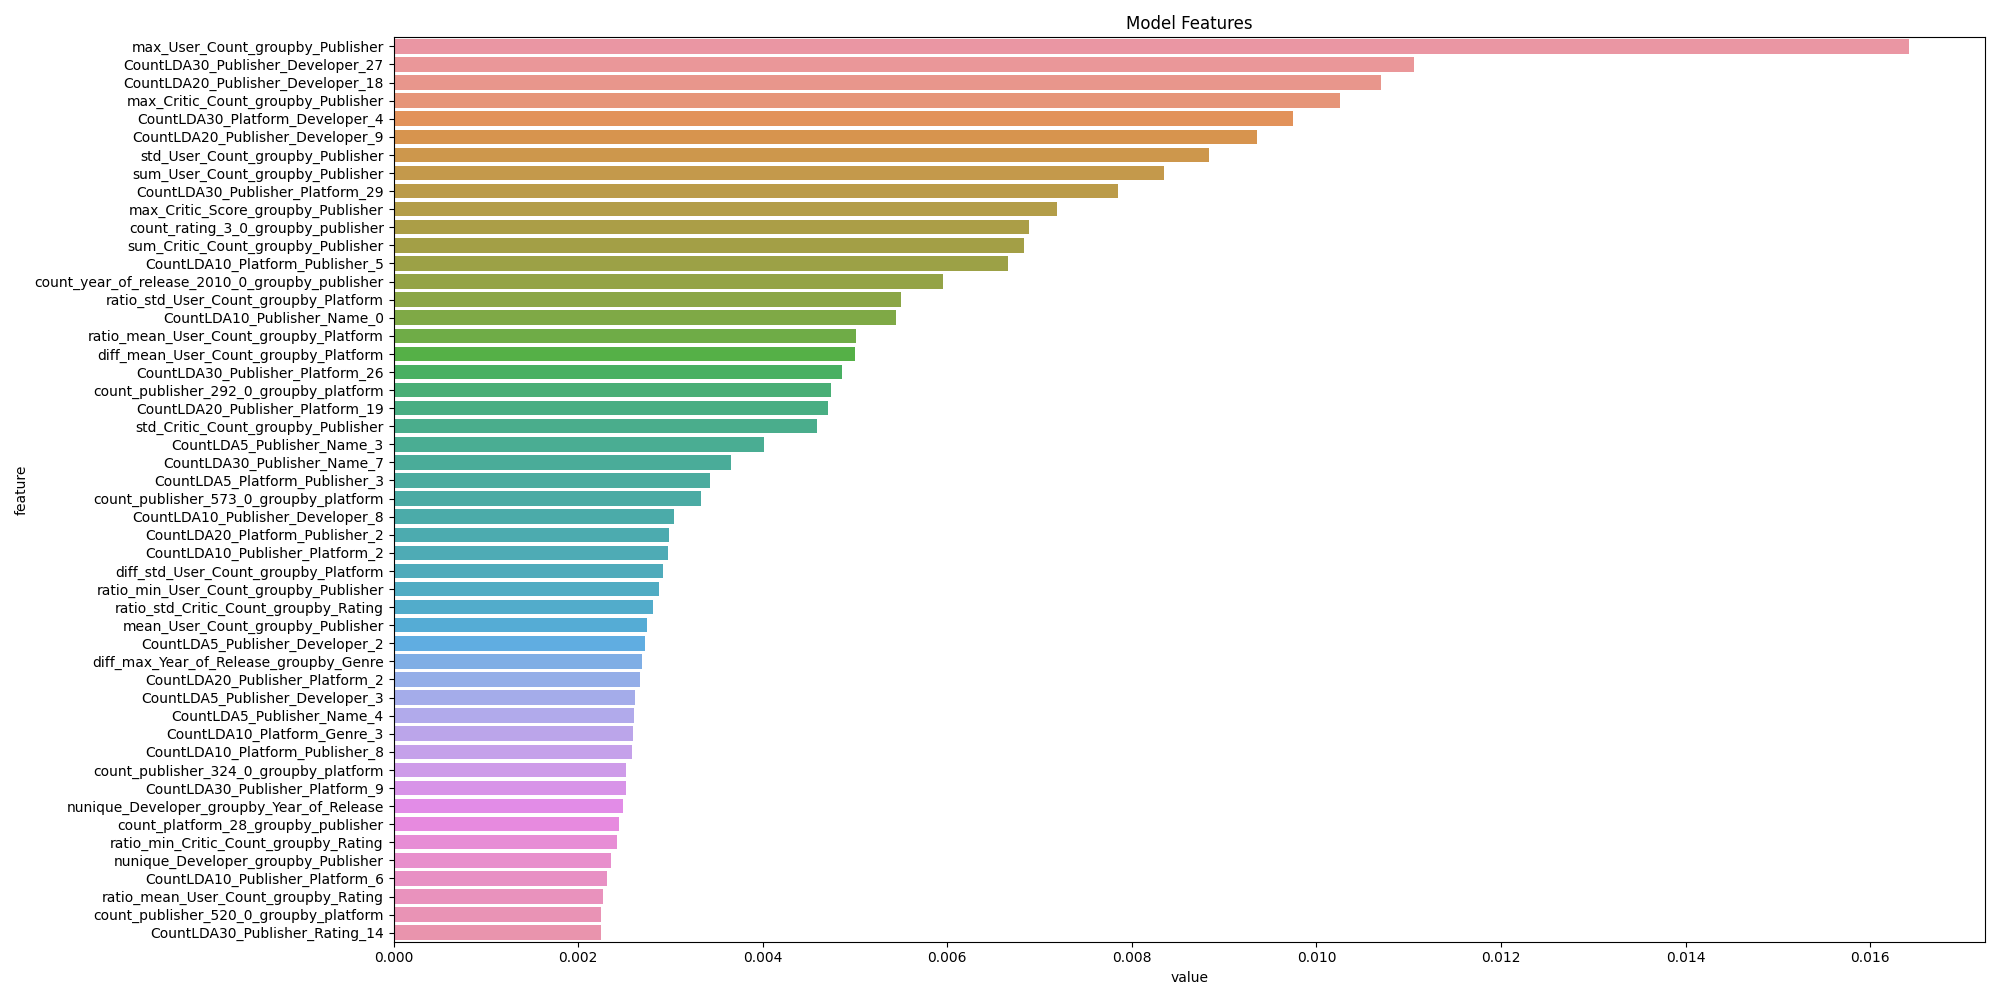 Model Features
max_User_Count_groupby_Publisher
CountLDA30_Publisher_Developer_27
CountLDA20_Publisher_Developer_18
max_Critic_Count_groupby_Publisher
CountLDA30_Platform_Developer_4
CountLDA20_Publisher_Developer_9
std_User_Count_groupby_Publisher
sum_User_Count_groupby_Publisher
CountLDA30_Publisher_Platform_29
max_Critic_Score_groupby_Publisher
count_rating_3_0_groupby_publisher
sum_Critic_Count_groupby_Publisher
CountLDA10_Platform_Publisher_5
count_year_of_release_2010_0_groupby_publisher
ratio_std_User_Count_groupby_Platform
CountLDA10_Publisher_Name_0
ratio_mean_User_Count_groupby_Platform
diff_mean_User_Count_groupby_Platform
CountLDA30_Publisher_Platform_26
count_publisher_292_0_groupby_platform
CountLDA20_Publisher_Platform_19
std_Critic_Count_groupby_Publisher
CountLDA5_Publisher_Name_3
CountLDA30_Publisher_Name_7
CountLDA5_Platform_Publisher_3
count_publisher_573_0_groupby_platform
CountLDA10_Publisher_Developer_8
CountLDA20_Platform_Publisher_2
CountLDA10_Publisher_Platform_2
diff_std_User_Count_groupby_Platform
ratio_min_User_Count_groupby_Publisher
ratio_std_Critic_Count_groupby_Rating
mean_User_Count_groupby_Publisher
CountLDA5_Publisher_Developer_2
diff_max_Year_of_Release_groupby_Genre
CountLDA20_Publisher_Platform_2
CountLDA5_Publisher_Developer_3
CountLDA5_Publisher_Name_4
CountLDA10_Platform_Genre_3
CountLDA10_Platform_Publisher_8
count_publisher_324_0_groupby_platform
CountLDA30_Publisher_Platform_9
nunique_Developer_groupby_Year_of_Release
count_platform_28_groupby_publisher
ratio_min_Critic_Count_groupby_Rating
nunique_Developer_groupby_Publisher
CountLDA10_Publisher_Platform_6
ratio_mean_User_Count_groupby_Rating
count_publisher_520_0_groupby_platform
CountLDA30_Publisher_Rating_14
feature
0.000 0.002 0.004 0.006 0.008 0.010 0.012 0.014 0.016
value